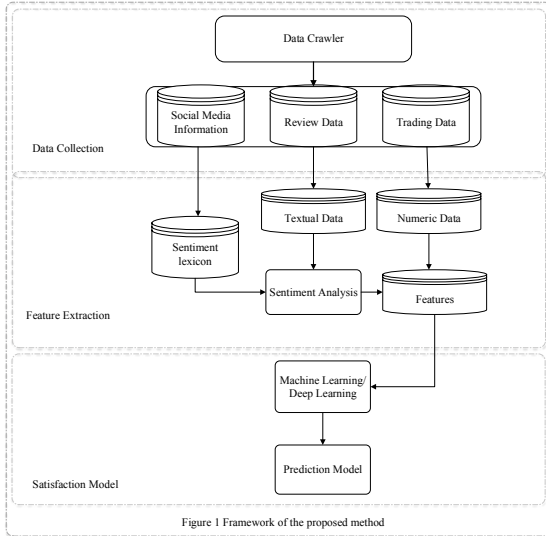 Data Crawler
Social Media
Information
Review Data
Trading Data
Data Collection
Textual Data
Numeric Data
Sentiment
lexicon
Sentiment Analysis
Features
Feature Extraction
Machine Learning/
Deep Learning
Prediction Model
Satisfaction Model
Figure 1 Framework of the proposed method